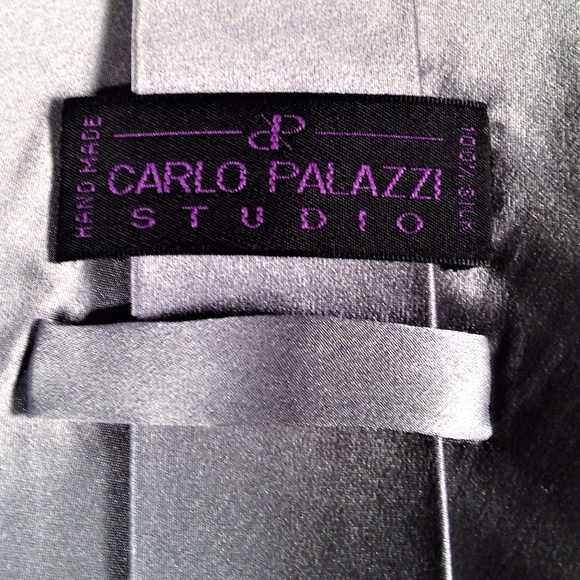 HAND MADE
CARLO PALAZZI
STUDIO
100% SILK